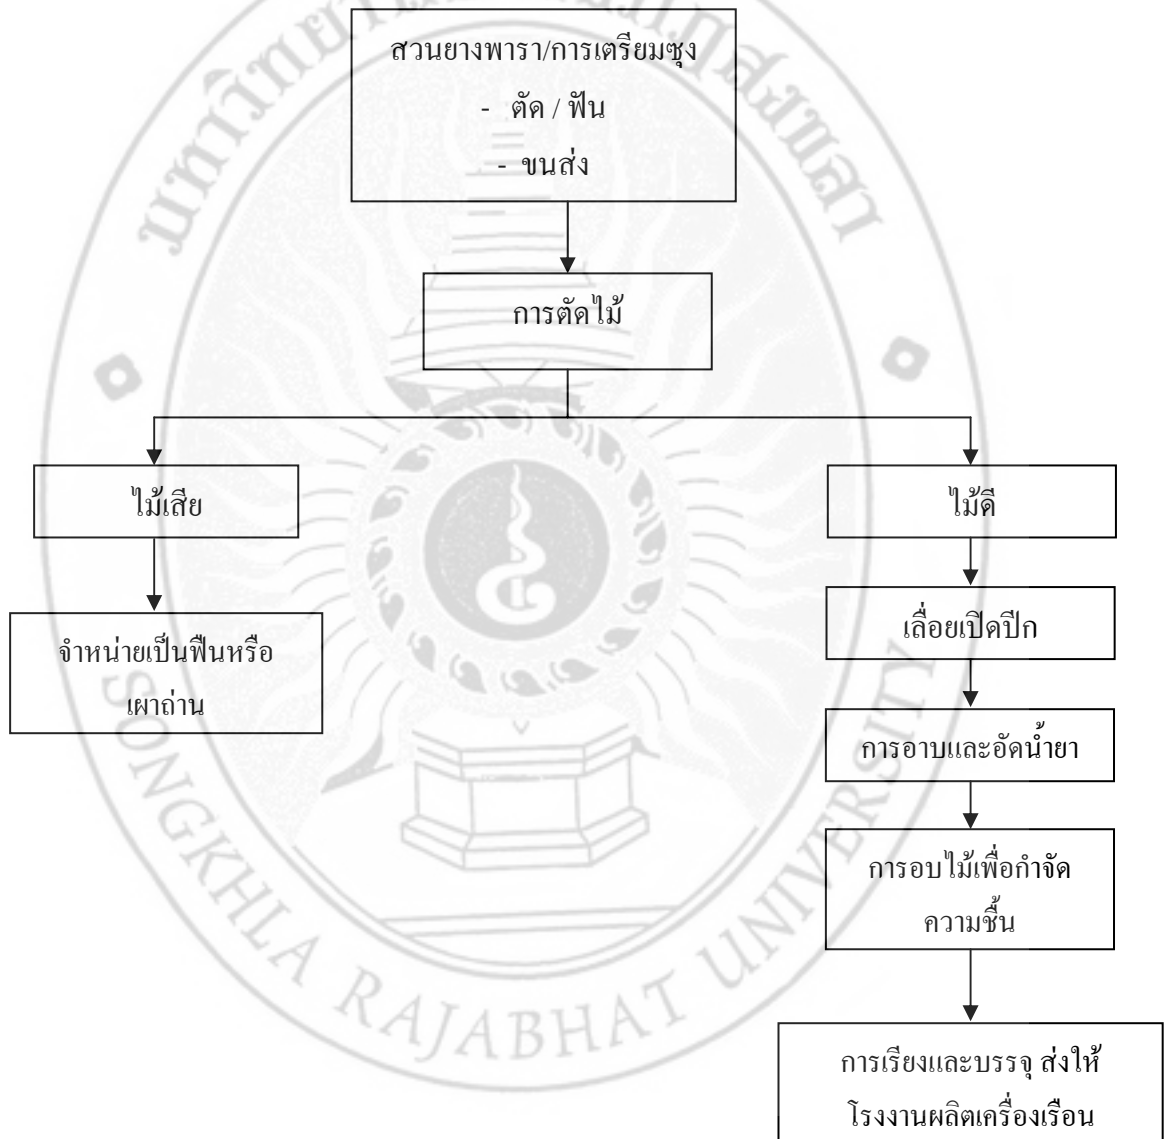 สวนยางพารา/การเตรียมซุง
- ตัด / ฟัน
- ขนส่ง
การตัดไม้
ไม้เสีย
ไม้ดี
จำหน่ายเป็นฟืนหรือ
เผาถ่าน
เลื่อยเปิดปีก
การอาบและอัดน้ำยา
การอบไม้เพื่อกำจัด
ความชื้น
การเรียงและบรรจุ ส่งให้
โรงงานผลิตเครื่องเรือน
SONGKHLA RAJABHAT UNIVERSITY